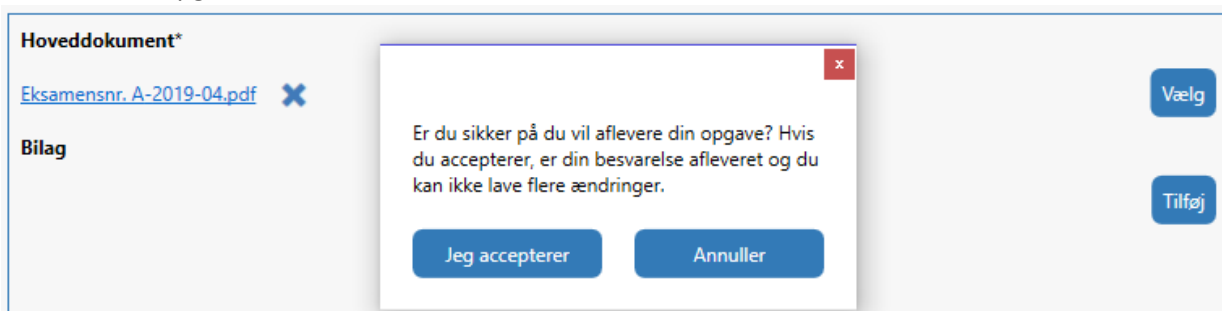 Hoveddokument*
x
Eksamensnr. A-2019-04.pdf
Vælg
Er du sikker på du vil aflevere din opgave? Hvis
du accepterer, er din besvarelse afleveret og du
kan ikke lave flere ændringer.
Bilag
Tilføj
Jeg accepterer
Annuller